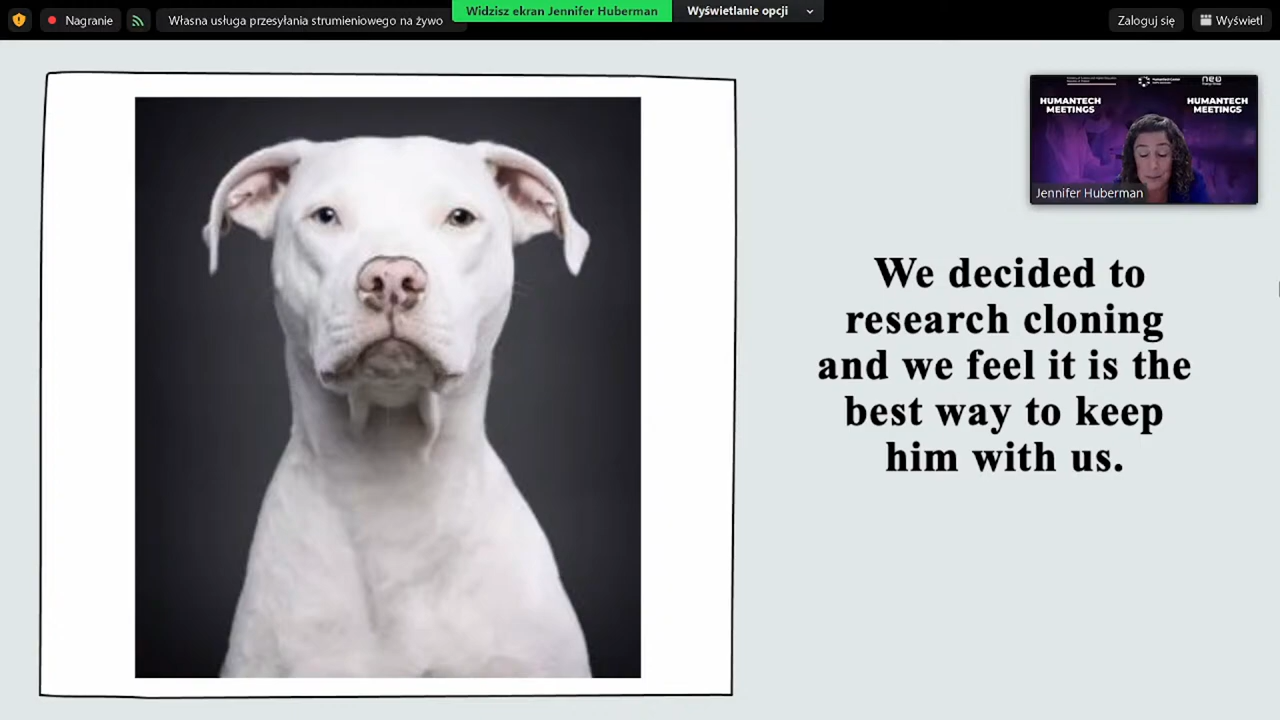 Nagranie
Własna usługa przesyłania strumieniowego na żywo
Widzisz ekran Jennifer Huberman
Wyświetlanie opcji
Zaloguj się
Wyświetl
HUMANTECH
MEETINGS
HUMANTECH
MEETINGS
Jennifer Huberman
We decided to
research cloning
and we feel it is the
best way to keep
him with us.